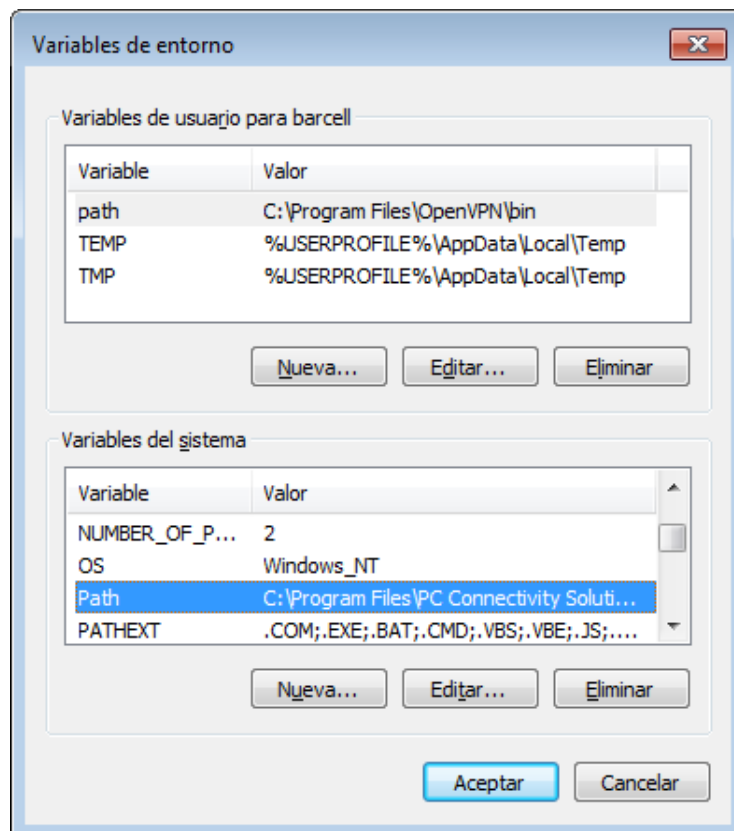 Variables de entorno
Variables de usuario para barcell
Variable Valor
path C:\Program Files\OpenVPN\bin
TEMP %USERPROFILE%\AppData\Local\Temp
TMP %USERPROFILE%\AppData\Local\Temp
Nueva... Editar... Eliminar
Variables del sistema
Variable Valor
NUMBER_OF_P... 2
OS Windows_NT
Path C:\Program Files\PC Connectivity Soluti...
PATHEXT .COM;.EXE;.BAT;.CMD;.VBS;.VBE;.JS;....
Nueva... Editar... Eliminar
Aceptar Cancelar